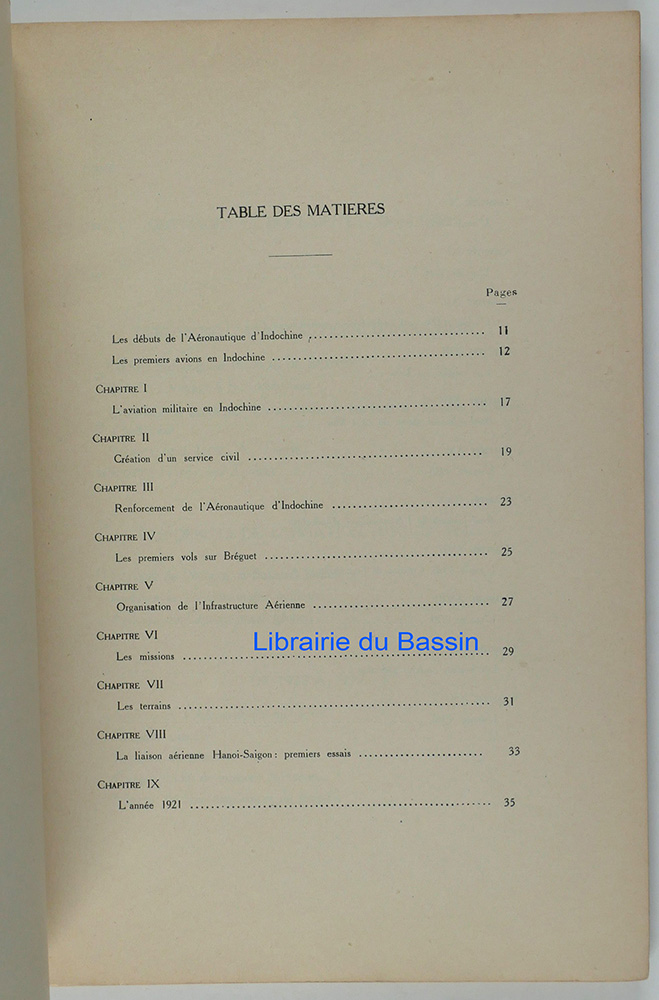 TABLE DES MATIERES
Pages
Les débuts de l'Aéronautique d'Indochine ................................ 11
Les premiers avions en Indochine ........................................ 12
CHAPITRE I
L'aviation militaire en Indochine ........................................ 17
CHAPITRE II
Création d'un service civil ........................................... 19
CHAPITRE III
Renforcement de l'Aéronautique d'Indochine ............................ 23
CHAPITRE IV
Les premiers vols sur Bréguet ........................................ 25
CHAPITRE V
Organisation de l'Infrastructure Aérienne ................................ 27
CHAPITRE VI
Librairie du Bassin
Les missions ........................................................ 29
CHAPITRE VII
Les terrains ........................................................ 31
CHAPITRE VIII
La liaison aérienne Hanoi-Saigon : premiers essais ....................... 33
CHAPITRE IX
L'année 1921 ...................................................... 35